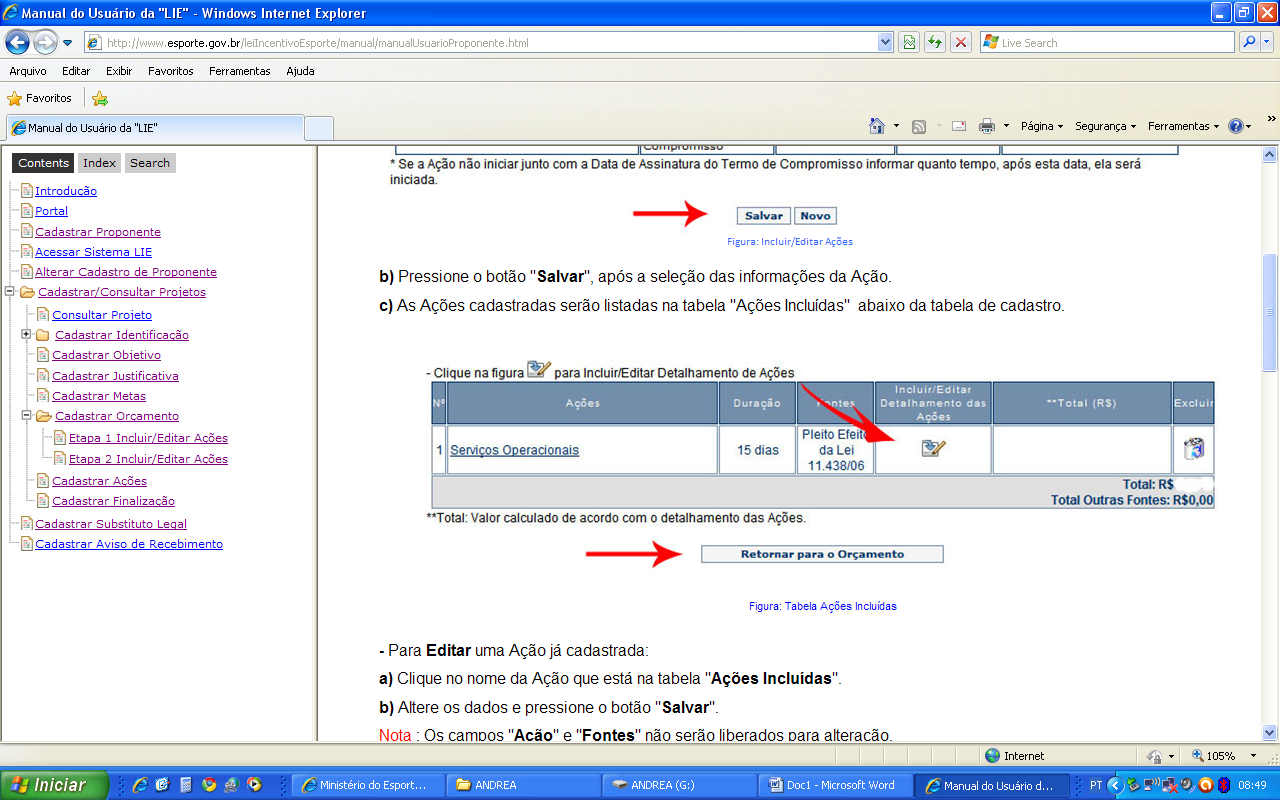 Manual do Usuário da "LIE" - Windows Internet Explorer
http://www.esporte.gov.br/leiIncentivoEsporte/manual/manualUsuarioProponente.html
Live Search
Arquivo Editar Exibir Favoritos Ferramentas Ajuda
Favoritos
Manual do Usuário da "LIE"
Página Segurança Ferramentas
Contents Index Search
Introdução
Portal
Cadastrar Proponente
Acessar Sistema LIE
Alterar Cadastro de Proponente
Cadastrar/Consultar Projetos
Consultar Projeto
Cadastrar Identificação
Cadastrar Objetivo
Cadastrar Justificativa
Cadastrar Metas
Cadastrar Orçamento
Etapa 1 Incluir/Editar Ações
Etapa 2 Incluir/Editar Ações
Cadastrar Ações
Cadastrar Finalização
Cadastrar Substituto Legal
Cadastrar Aviso de Recebimento
Compromisso
* Se a Ação não iniciar junto com a Data de Assinatura do Termo de Compromisso informar quanto tempo, após esta data, ela será
iniciada.
Salvar Novo
Figura: Incluir/Editar Ações
b) Pressione o botão "Salvar", após a seleção das informações da Ação.
c) As Ações cadastradas serão listadas na tabela "Ações Incluídas" abaixo da tabela de cadastro.
- Clique na figura para Incluir/Editar Detalhamento de Ações
Nº Ações Duração Fontes Incluir/Editar Detalhamento das Ações **Total (R$) Excluir
1 Serviços Operacionais 15 dias Pleito Efeito da Lei 11.438/06
Total: R$
Total Outras Fontes: R$0,00
**Total: Valor calculado de acordo com o detalhamento das Ações.
Retornar para o Orçamento
Figura: Tabela Ações Incluídas
- Para Editar uma Ação já cadastrada:
a) Clique no nome da Ação que está na tabela "Ações Incluídas".
b) Altere os dados e pressione o botão "Salvar".
Nota : Os campos "Ação" e "Fontes" não serão liberados para alteração.
Internet
105%
Iniciar
Ministério do Esport...
ANDREA
ANDREA (G:)
Doc1 - Microsoft Word
Manual do Usuário d...
PT
08:49